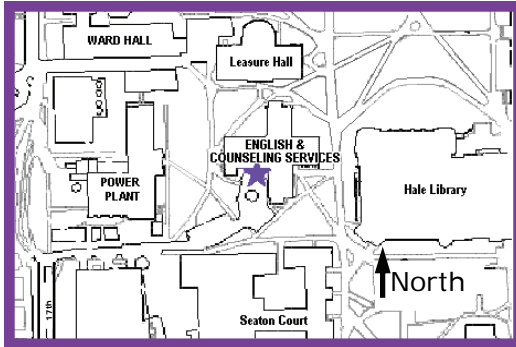 WARD HALL
Leasure Hall
ENGLISH &
COUNSELING SERVICES
POWER
PLANT
Hale Library
North
17th
Seaton Court